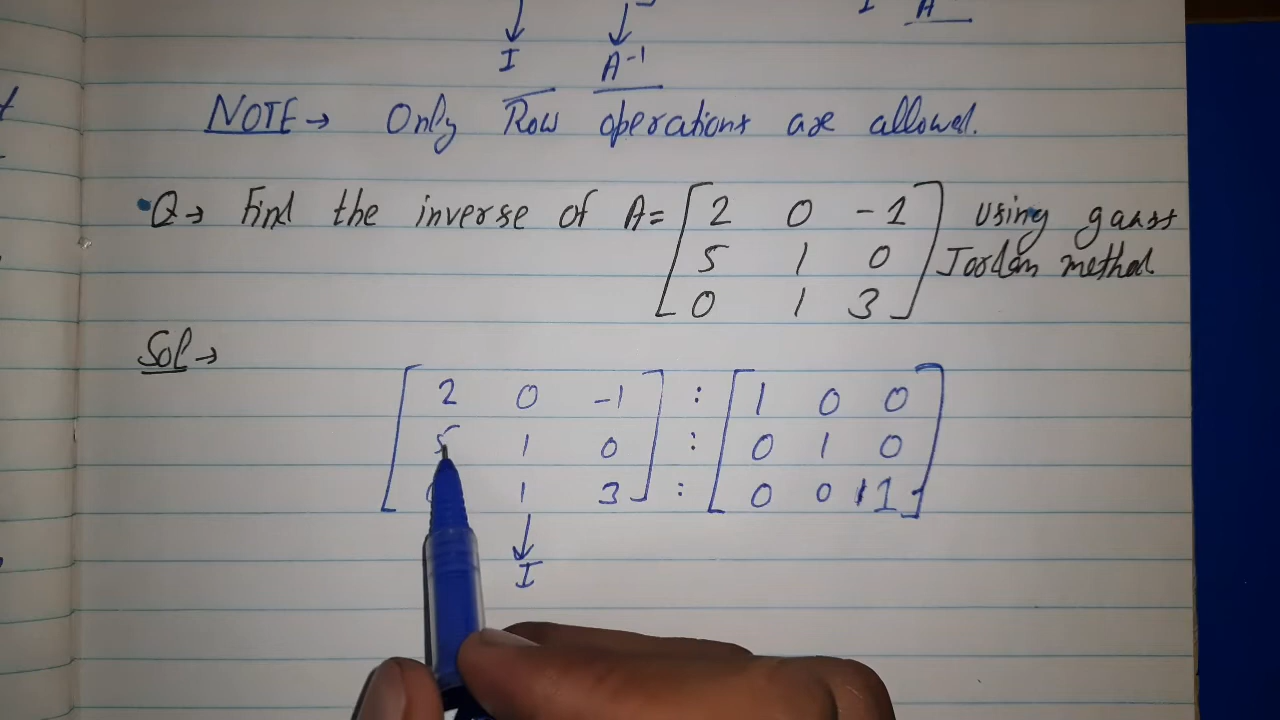 I A⁻¹
I A
NOTE → Only Row operations are allowed.
Q → Find the inverse of A = [ 2 0 -1 ] using gauss
5 1 0 Jordan method
0 1 3
Sol →
[ 2 0 -1 ] : [ 1 0 0 ]
5 1 0 : 0 1 0
1 3 : 0 0 1
I